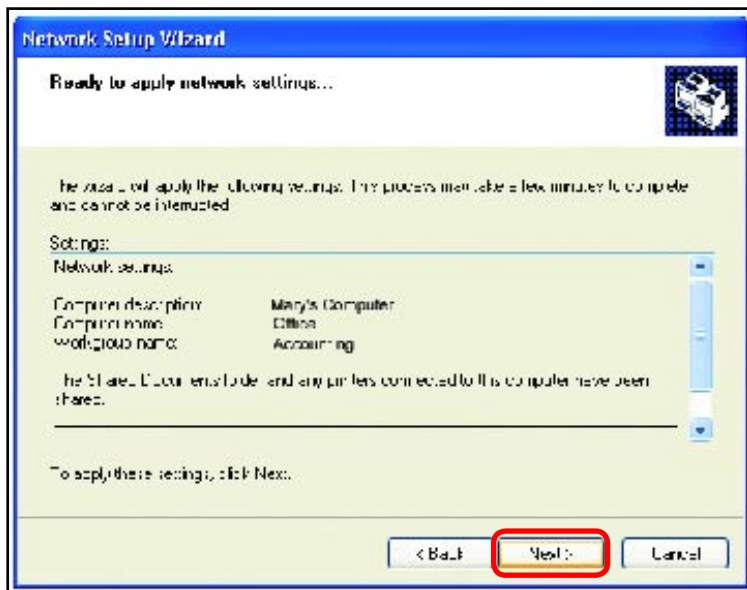 Network Setup Wizard
Ready to apply network settings...
The wizard will apply the following settings. This process may take a few minutes to complete
and cannot be interrupted.
Settings:
Network settings:
Computer description: Mary's Computer
Computer name: Office
Workgroup name: Accounting
The Shared Documents folder and any printers connected to this computer have been
shared.
To apply these settings, click Next.
< Back Next > Cancel